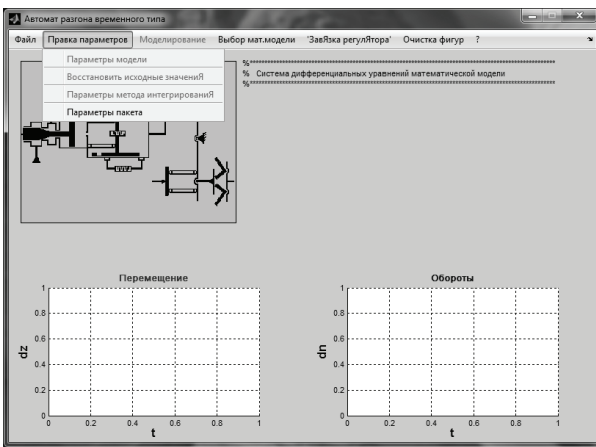 Автомат разгона временного типа
Файл Правка параметров Моделирование Выбор мат.модели 'ЗавЯзка регулЯтора' Очистка фигур ?
Параметры модели
Восстановить исходные значениЯ
Параметры метода интегрированиЯ
Параметры пакета
% Система дифференциальных уравнений математической модели
Перемещение
1
0.8
0.6
0.4
0.2
0
0 0.2 0.4 0.6 0.8 1
dz
t
Обороты
1
0.8
0.6
0.4
0.2
0
0 0.2 0.4 0.6 0.8 1
dn
t